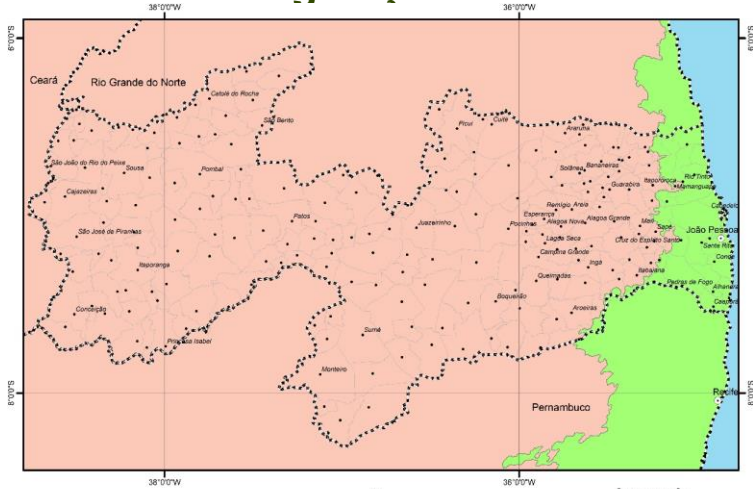 38°0'0"W 36°0'0"W
6°0'0"S 6°0'0"S
Ceará
Rio Grande do Norte
Catolé do Rocha
São Bento
Picuí
Cuité
Araruna
São João do Rio do Peixe
Sousa
Pombal
Solânea
Bananeiras
Itapororoca
Rio Tinto
Mamanguape
Guarabira
Cajazeiras
Remígio
Areia
Cabedelo
Patos
Esperança
Alagoa Nova
Alagoa Grande
Juazeirinho
Pocinhos
Mari
Sapé
João Pessoa
São José de Piranhas
Lagoa Seca
Cruz do Espírito Santo
Santa Rita
Campina Grande
Conde
Itaporanga
Ingá
Itabaiana
Queimadas
Pedras de Fogo
Alhandra
Boqueirão
Caaporã
Conceição
Aroeiras
Sumé
Princesa Isabel
Monteiro
Recife
8°0'0"S 8°0'0"S
Pernambuco
38°0'0"W 36°0'0"W